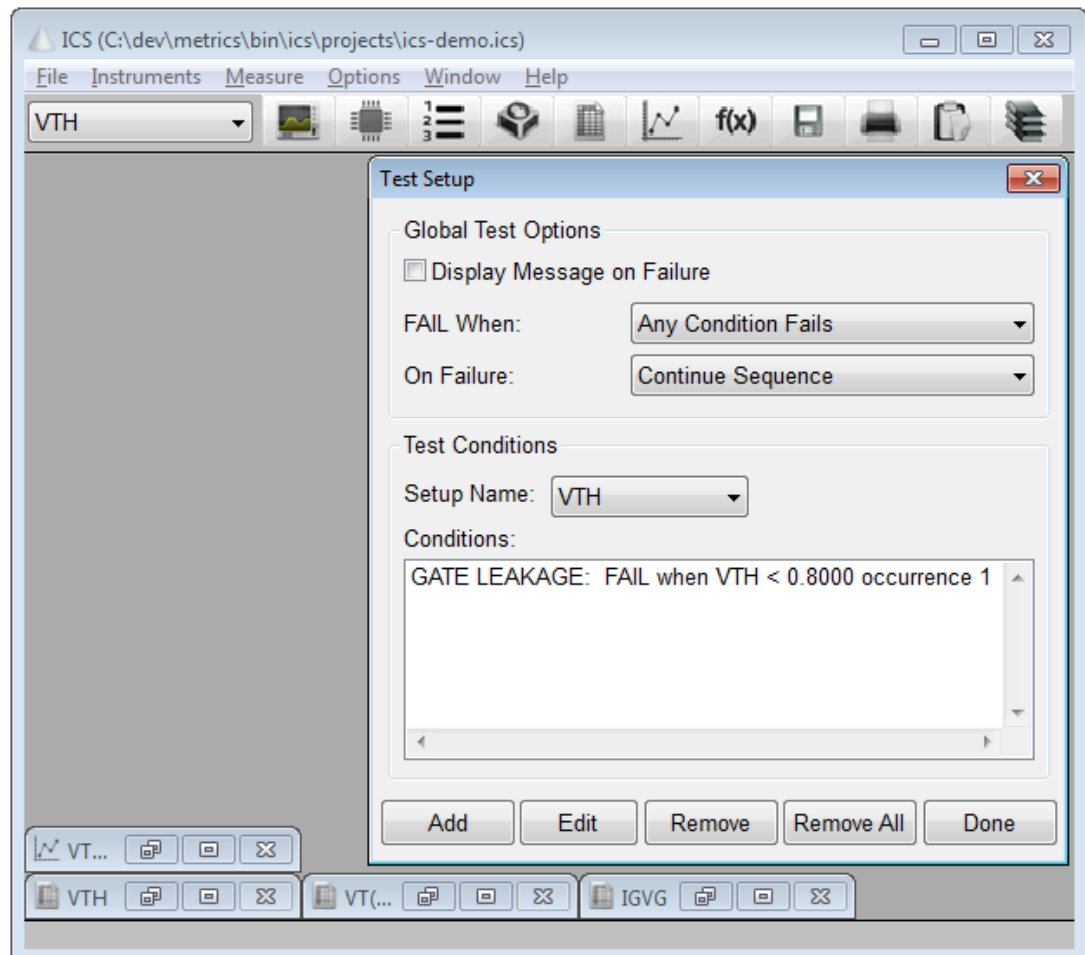 ICS (C:\dev\metrics\bin\ics\projects\ics-demo.ics)
File Instruments Measure Options Window Help
VTH
1
2
3
f(x)
Test Setup
Global Test Options
Display Message on Failure
FAIL When: Any Condition Fails
On Failure: Continue Sequence
Test Conditions
Setup Name: VTH
Conditions:
GATE LEAKAGE: FAIL when VTH < 0.8000 occurrence 1
Add Edit Remove Remove All Done
VT...
VTH VT(... IGVG